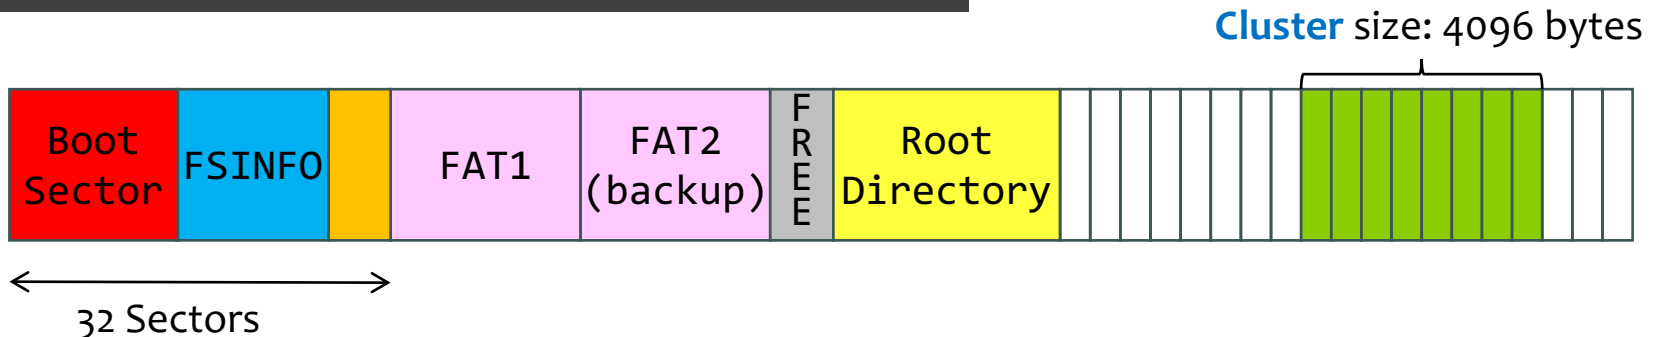 Cluster size: 4096 bytes
Boot
Sector
FSINFO
FAT1
FAT2
(backup)
F
R
E
E
Root
Directory
32 Sectors